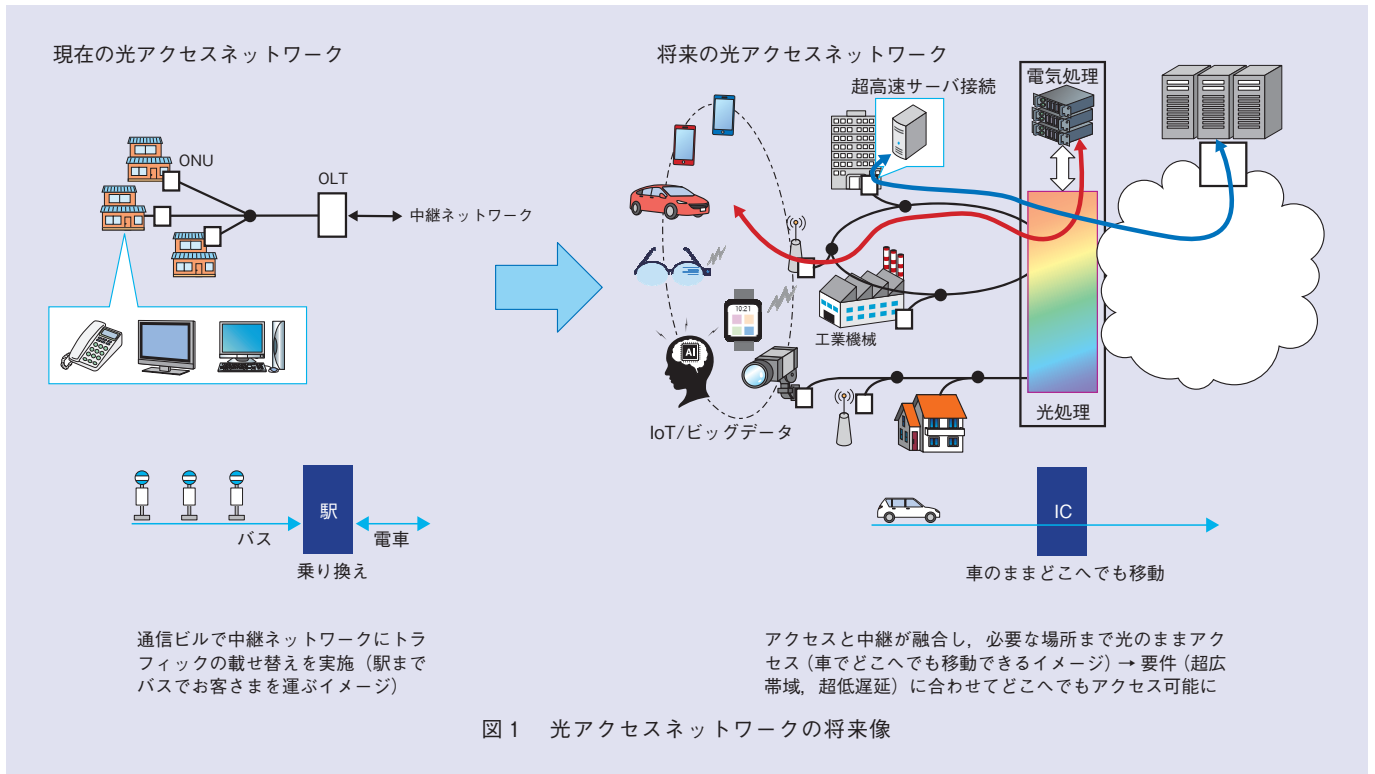 現在の光アクセスネットワーク
ONU
OLT
中継ネットワーク
バス
駅
電車
乗り換え
通信ビルで中継ネットワークにトラ
フィックの載せ替えを実施（駅まで
バスでお客さまを運ぶイメージ）
将来の光アクセスネットワーク
超高速サーバ接続
電気処理
工業機械
10:21
AI
IoT/ビッグデータ
光処理
IC
車のままどこへでも移動
アクセスと中継が融合し，必要な場所まで光のままアク
セス（車でどこへでも移動できるイメージ）→ 要件（超広
帯域，超低遅延）に合わせてどこへでもアクセス可能に
図1　光アクセスネットワークの将来像